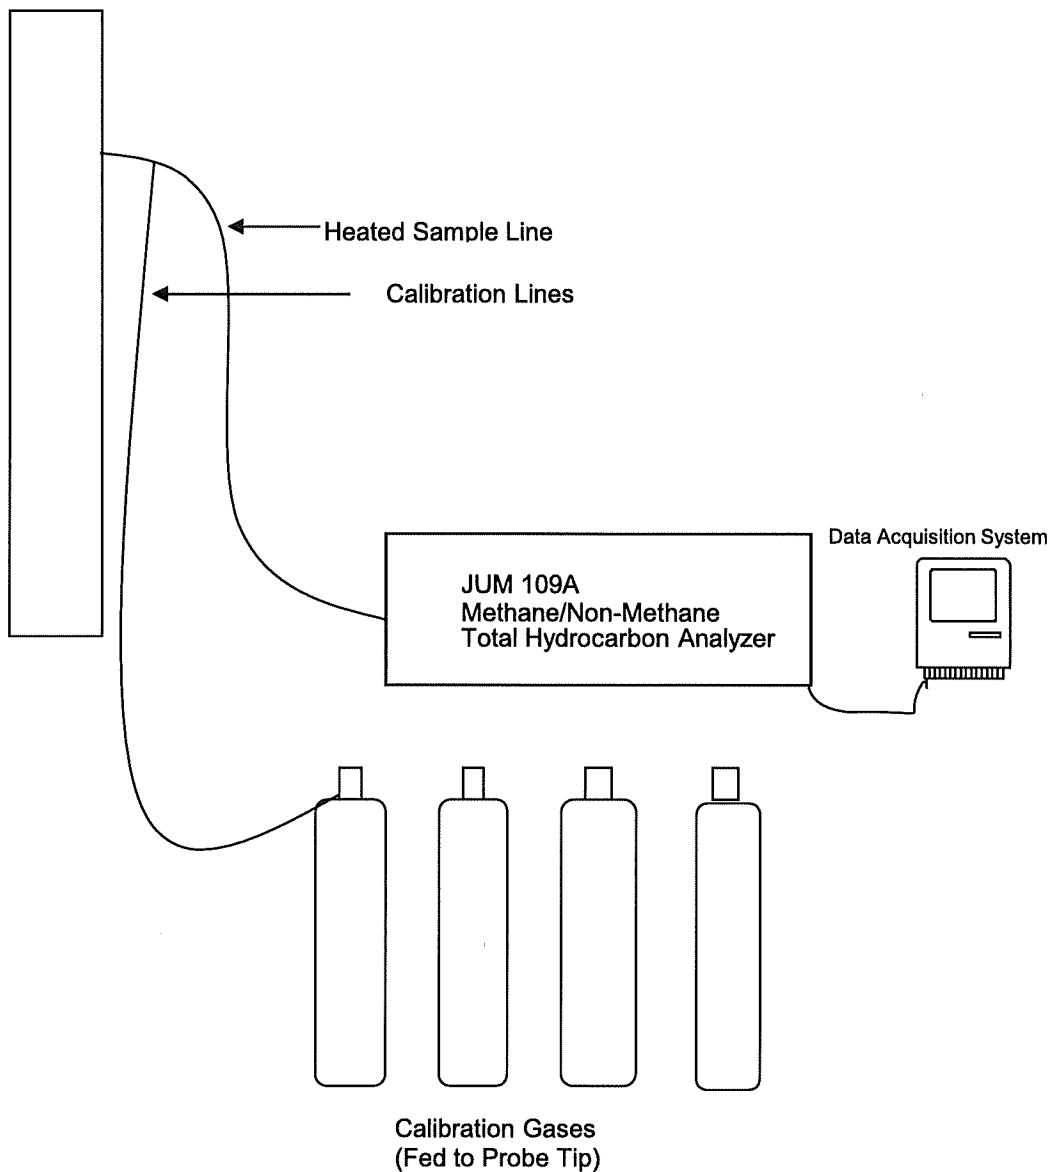 Heated Sample Line
Calibration Lines
Data Acquisition System
JUM 109A
Methane/Non-Methane
Total Hydrocarbon Analyzer
Calibration Gases
(Fed to Probe Tip)